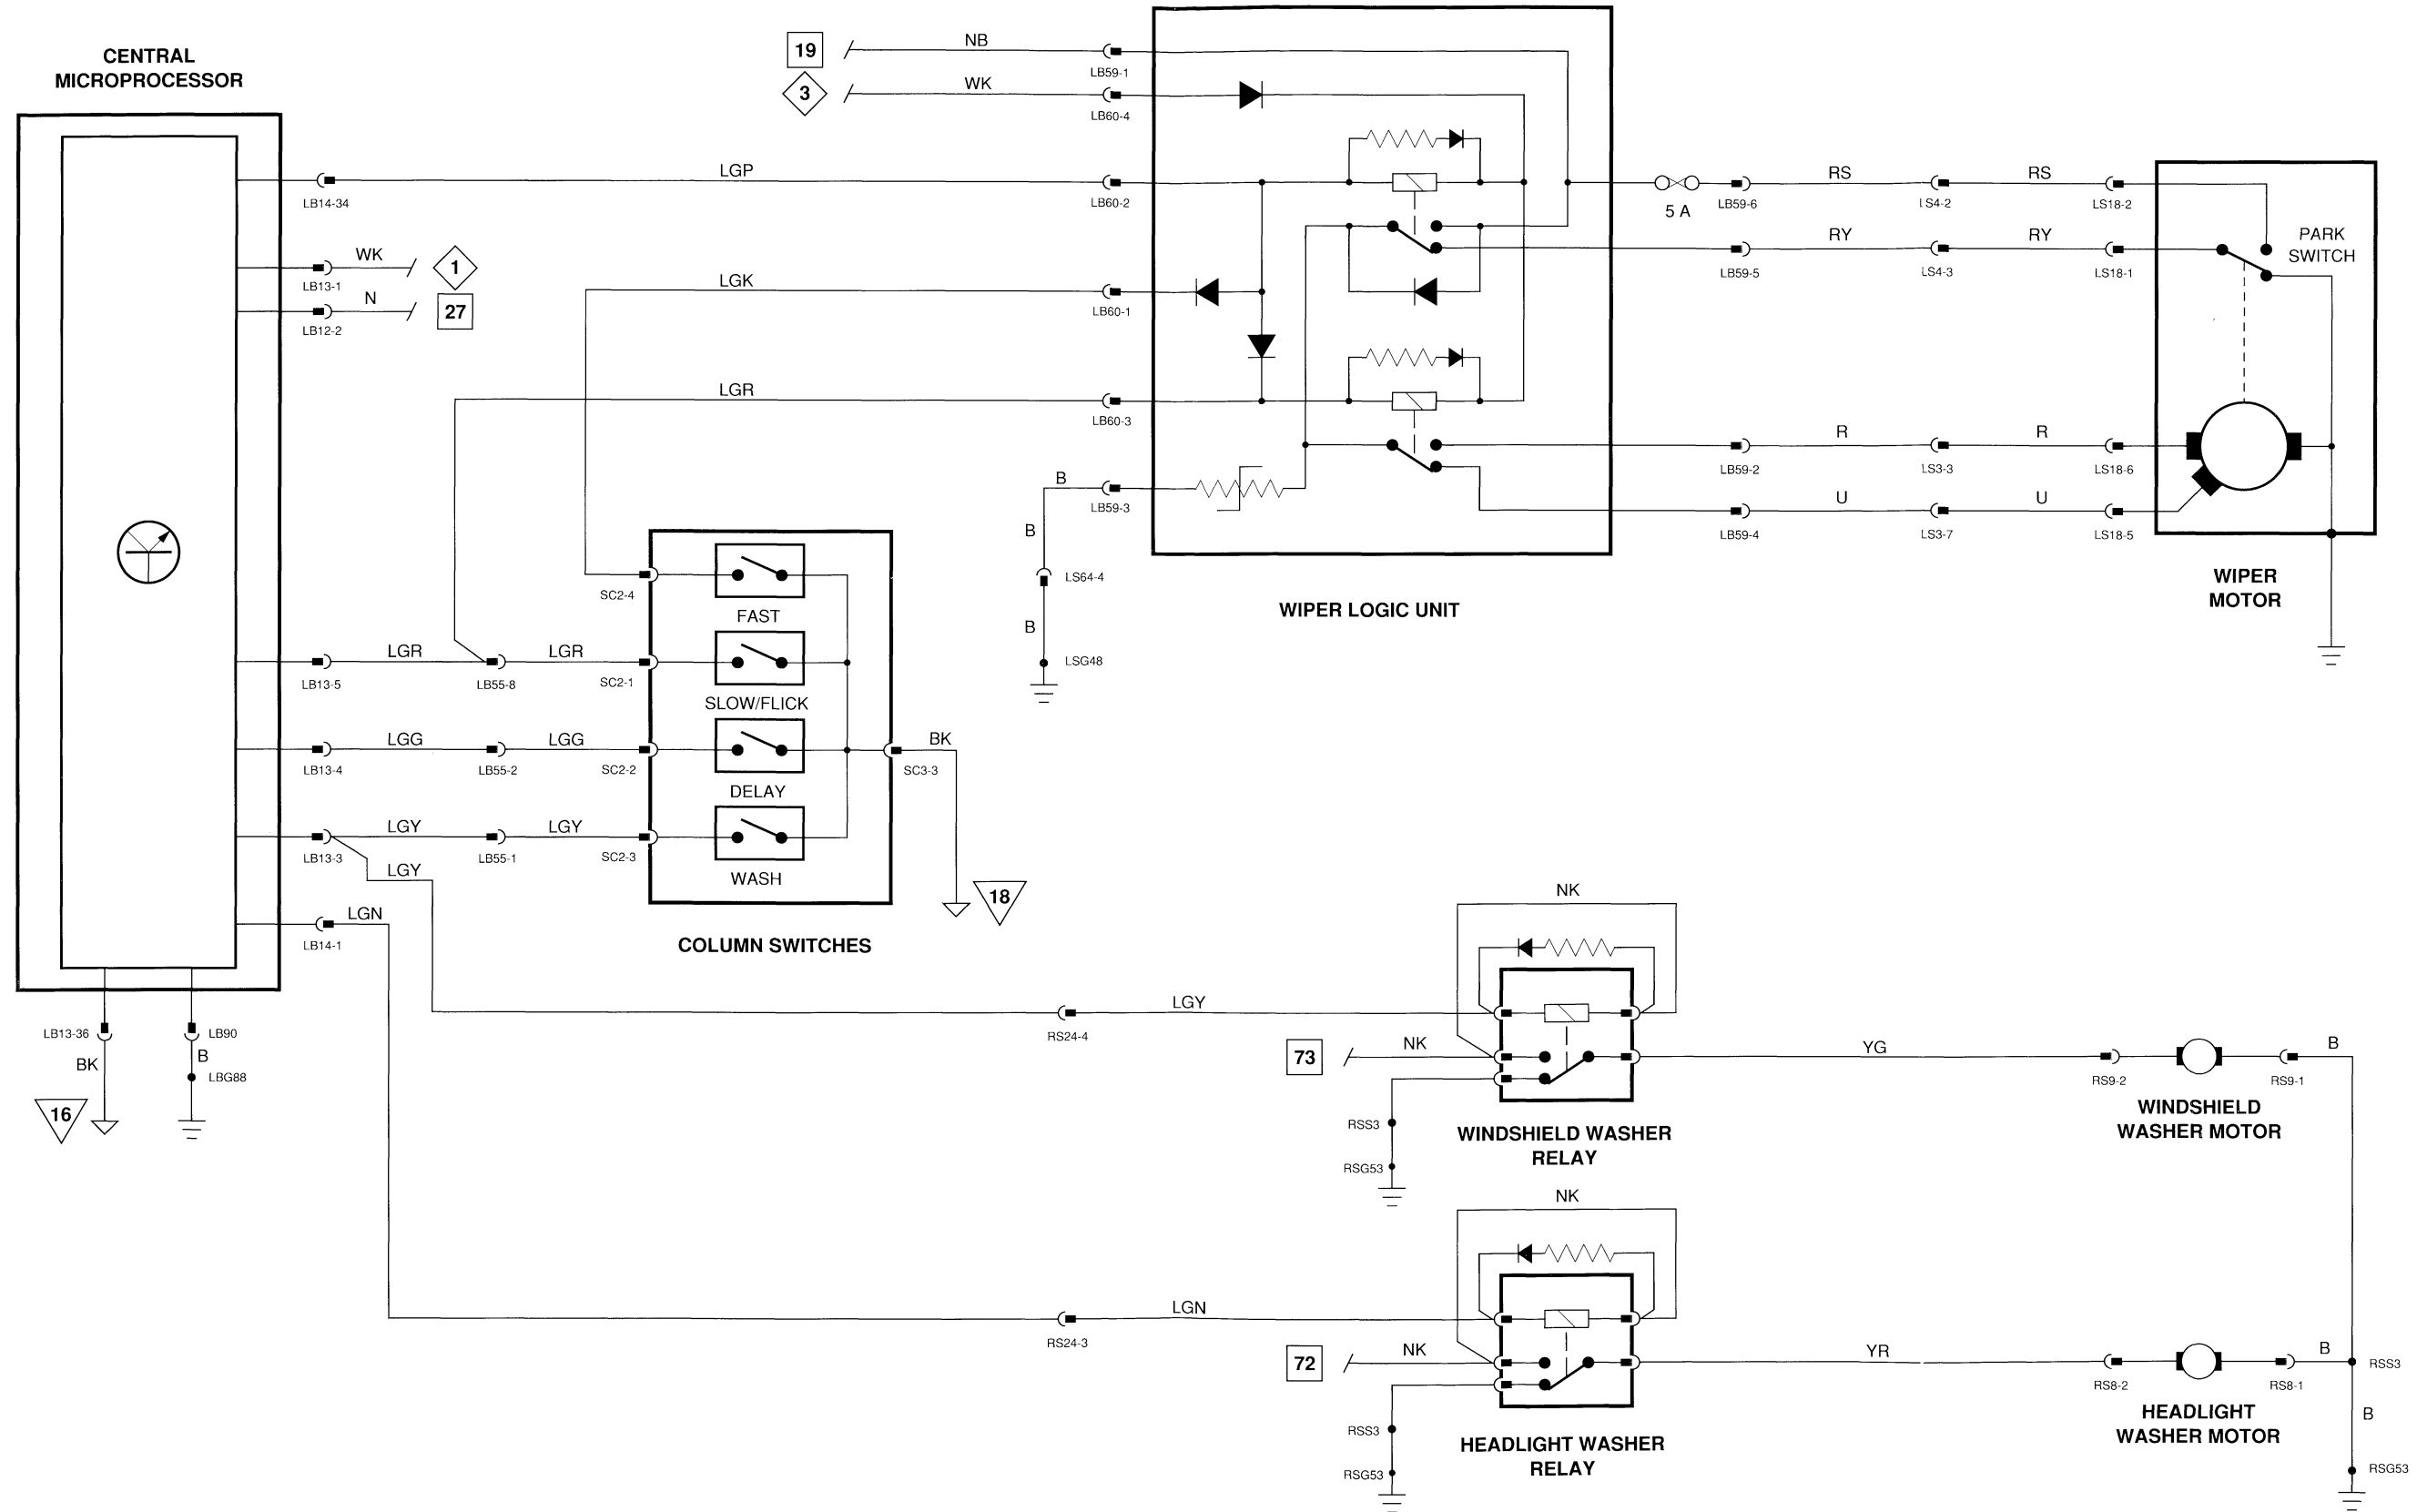 CENTRAL
MICROPROCESSOR
19
NB
LB59-1
3
WK
LB60-4
LGP
LB14-34
LB60-2
WK
1
LB13-1
N
27
LB12-2
LGK
LB60-1
LGR
LB60-3
B
LB59-3
B
LS64-4
B
LSG48
5 A
LB59-6
RS
LS4-2
RS
LS18-2
RY
LB59-5
LS4-3
RY
LS18-1
PARK
SWITCH
R
LB59-2
LS3-3
R
LS18-6
U
LB59-4
LS3-7
U
LS18-5
WIPER LOGIC UNIT
WIPER
MOTOR
SC2-4
FAST
LGR
LGR
LB13-5
LB55-8
SC2-1
SLOW/FLICK
LGG
LGG
LB13-4
LB55-2
SC2-2
DELAY
BK
SC3-3
LGY
LGY
LB13-3
LB55-1
SC2-3
WASH
LGY
18
LGN
LB14-1
COLUMN SWITCHES
LB13-36
LB90
BK
B
LBG88
16
NK
LGY
RS24-4
73
NK
YG
RS9-2
RS9-1
B
WINDSHIELD
WASHER MOTOR
RSS3
RSG53
WINDSHIELD WASHER
RELAY
NK
LGN
RS24-3
72
NK
YR
RS8-2
RS8-1
B
RSS3
HEADLIGHT
WASHER MOTOR
B
RSS3
RSG53
RSG53
HEADLIGHT WASHER
RELAY